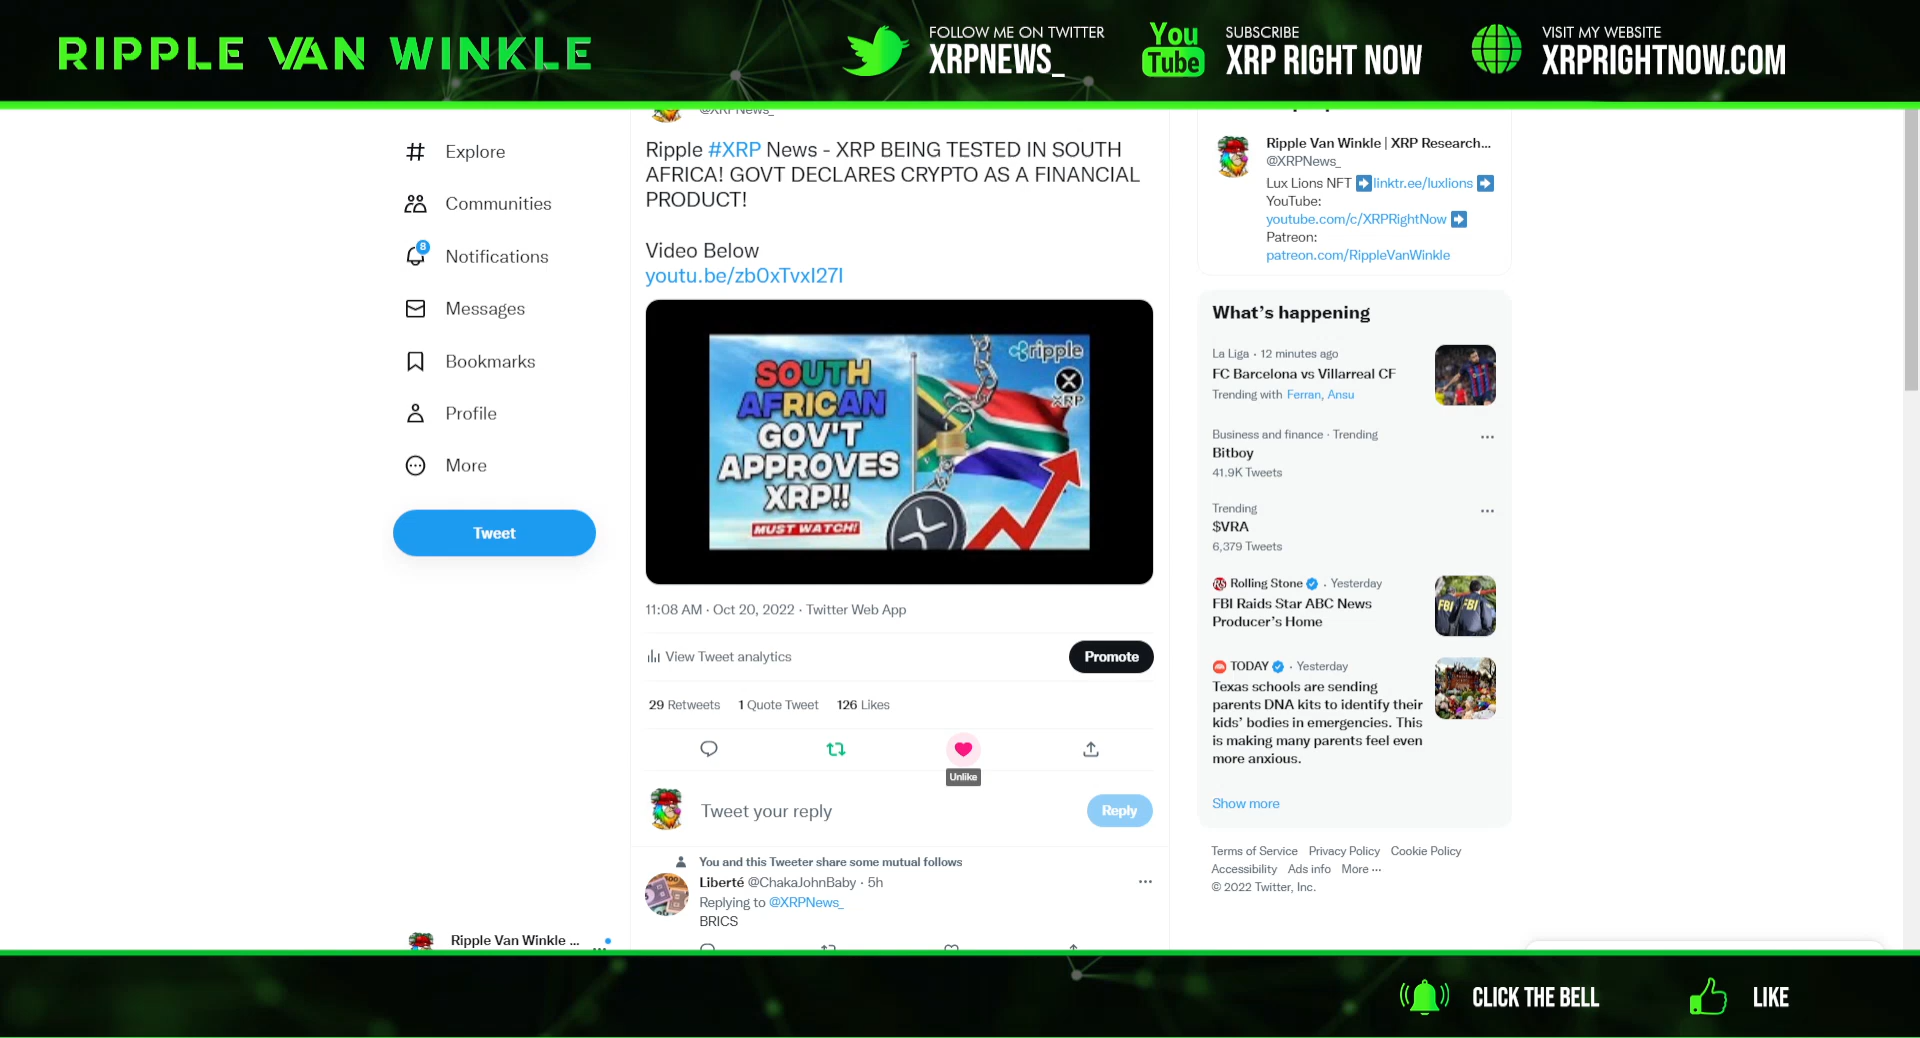 RIPPLE VAN WINKLE
FOLLOW ME ON TWITTER
XRPNEWS_
You
Tube
SUBSCRIBE
XRP RIGHT NOW
VISIT MY WEBSITE
XRPRIGHTNOW.COM
Explore
Communities
8
Notifications
Messages
Bookmarks
Profile
More
Tweet
Ripple Van Winkle ...
@XRPNews_
Ripple #XRP News - XRP BEING TESTED IN SOUTH
AFRICA! GOVT DECLARES CRYPTO AS A FINANCIAL
PRODUCT!
Video Below
youtu.be/zb0xTvxI27I
ripple
XRP
SOUTH
AFRICAN
GOV'T
APPROVES
XRP!!
MUST WATCH!
11:08 AM · Oct 20, 2022 · Twitter Web App
View Tweet analytics
Promote
29 Retweets 1 Quote Tweet 126 Likes
Unlike
Tweet your reply
Reply
You and this Tweeter share some mutual follows
Liberté @ChakaJohnBaby · 5h
Replying to @XRPNews_
BRICS
Ripple Van Winkle | XRP Research...
@XRPNews_
Lux Lions NFT ➡linktr.ee/luxlions ➡
YouTube:
youtube.com/c/XRPRightNow ➡
Patreon:
patreon.com/RippleVanWinkle
What's happening
La Liga · 12 minutes ago
FC Barcelona vs Villarreal CF
Trending with Ferran, Ansu
Business and finance · Trending
Bitboy
41.9K Tweets
Trending
$VRA
6,379 Tweets
Rolling Stone · Yesterday
FBI Raids Star ABC News
Producer's Home
FBI FBI
TODAY · Yesterday
Texas schools are sending
parents DNA kits to identify their
kids' bodies in emergencies. This
is making many parents feel even
more anxious.
Show more
Terms of Service Privacy Policy Cookie Policy
Accessibility Ads info More ...
© 2022 Twitter, Inc.
CLICK THE BELL
LIKE